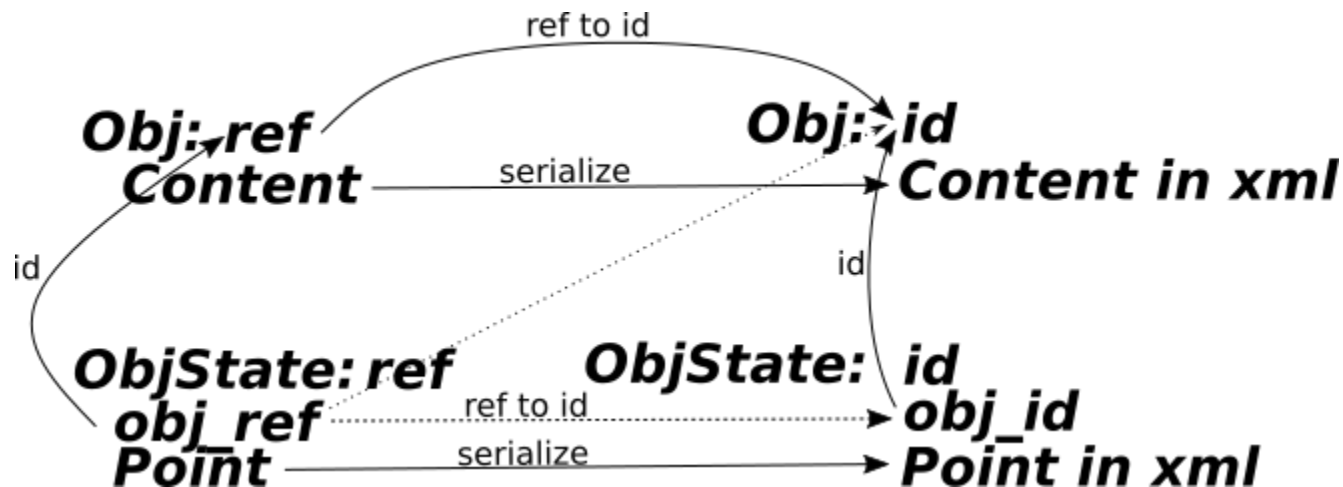 ref to id
Obj: ref
Obj: id
Content
serialize
Content in xml
id
id
ObjState: ref
ObjState: id
obj_ref
ref to id
obj_id
Point
serialize
Point in xml